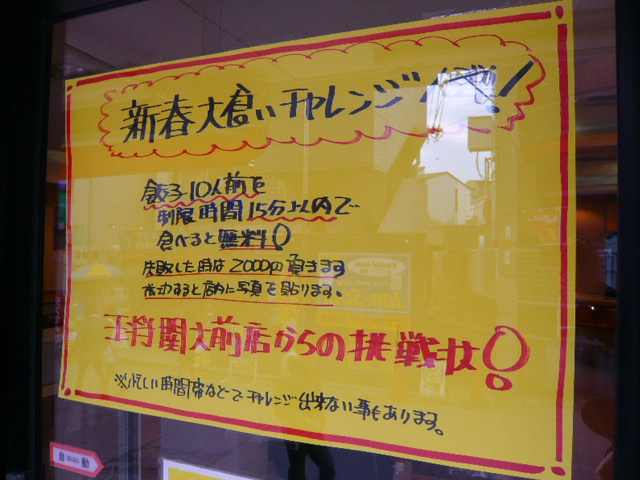 新春大食いチャレンジ
餃子10人前を
制限時間15分以内で
食べると無料!
失敗した時は2000円頂きます
成功すると店内に写真を貼ります。
王将関大前店からの挑戦状!
※忙しい時間帯などでチャレンジ出来ない事もあります。
自動